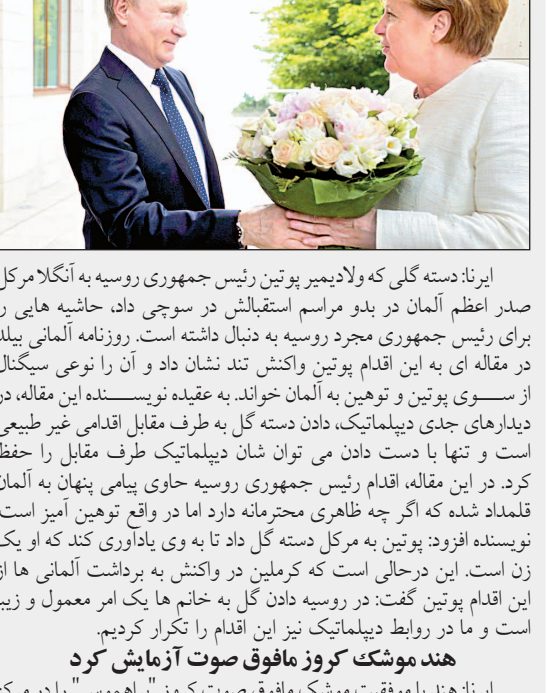 ایرنا: دسته گلی که ولادیمیر پوتین رئیس جمهوری روسیه به آنگلا مرکل
صدر اعظم آلمان در بدو مراسم استقبالش در سوچی داد، حاشیه هایی ر
برای رئیس جمهوری مجرد روسیه به دنبال داشته است. روزنامه آلمانی بیلد
در مقاله ای به این اقدام پوتین واکنش تند نشان داد و آن را نوعی سیگنال
از سوی پوتین و توهین به آلمان خواند. به عقیده نویسنده این مقاله، در
دیدارهای جدی دیپلماتیک، دادن دسته گل به طرف مقابل اقدامی غیر طبیعی
است و تنها با دست دادن می توان شان دیپلماتیک طرف مقابل را حفظ
کرد. در این مقاله، اقدام رئیس جمهوری روسیه حاوی پیامی پنهان به آلمان
قلمداد شده که اگر چه ظاهری محترمانه دارد اما در واقع توهین آمیز است.
نویسنده افزود: پوتین به مرکل دسته گل داد تا به وی یادآوری کند که او یک
زن است. این درحالی است که کرملین در واکنش به برداشت آلمانی ها از
این اقدام پوتین گفت: در روسیه دادن گل به خانم ها یک امر معمول و زیب
است و ما در روابط دیپلماتیک نیز این اقدام را تکرار کردیم.
هند موشک کروز مافوق صوت آزمایش کرد